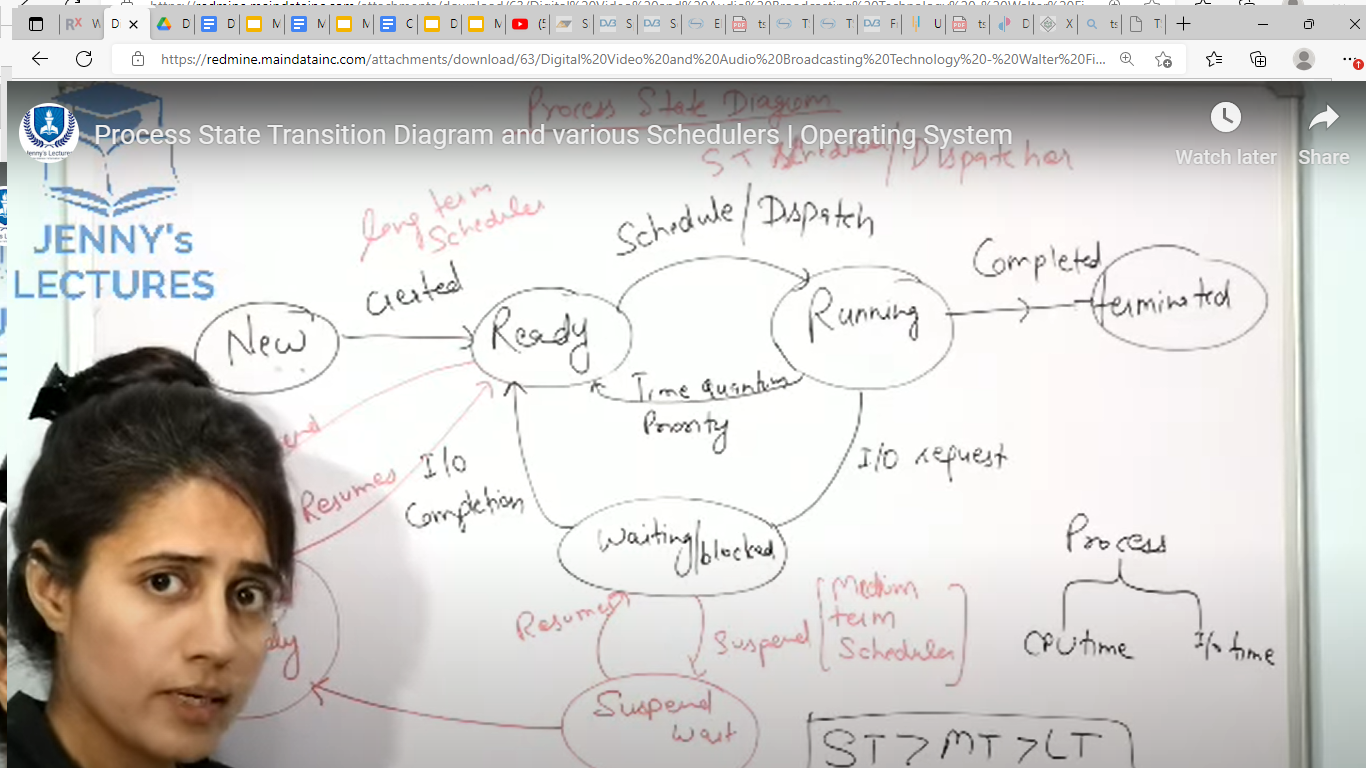 https://redmine.maindatainc.com/attachments/download/63/Digital%20Video%20and%20Audio%20Broadcasting%20Technology%20-%20Walter%20Fi...
Process State Diagram
Process State Transition Diagram and various Schedulers | Operating System
Watch later
Share
ST Scheduler/Dispatcher
JENNY's
LECTURES
long term
Scheduler
Schedule/Dispatch
Created
Completed
New
Ready
Running
terminated
Time quantum
Priority
I/O
Completion
Resumes
I/O request
Waiting/blocked
Process
CPU time
I/o time
Resume
Suspend
Medium
term
Scheduler
Suspend
wait
ST > MT > LT